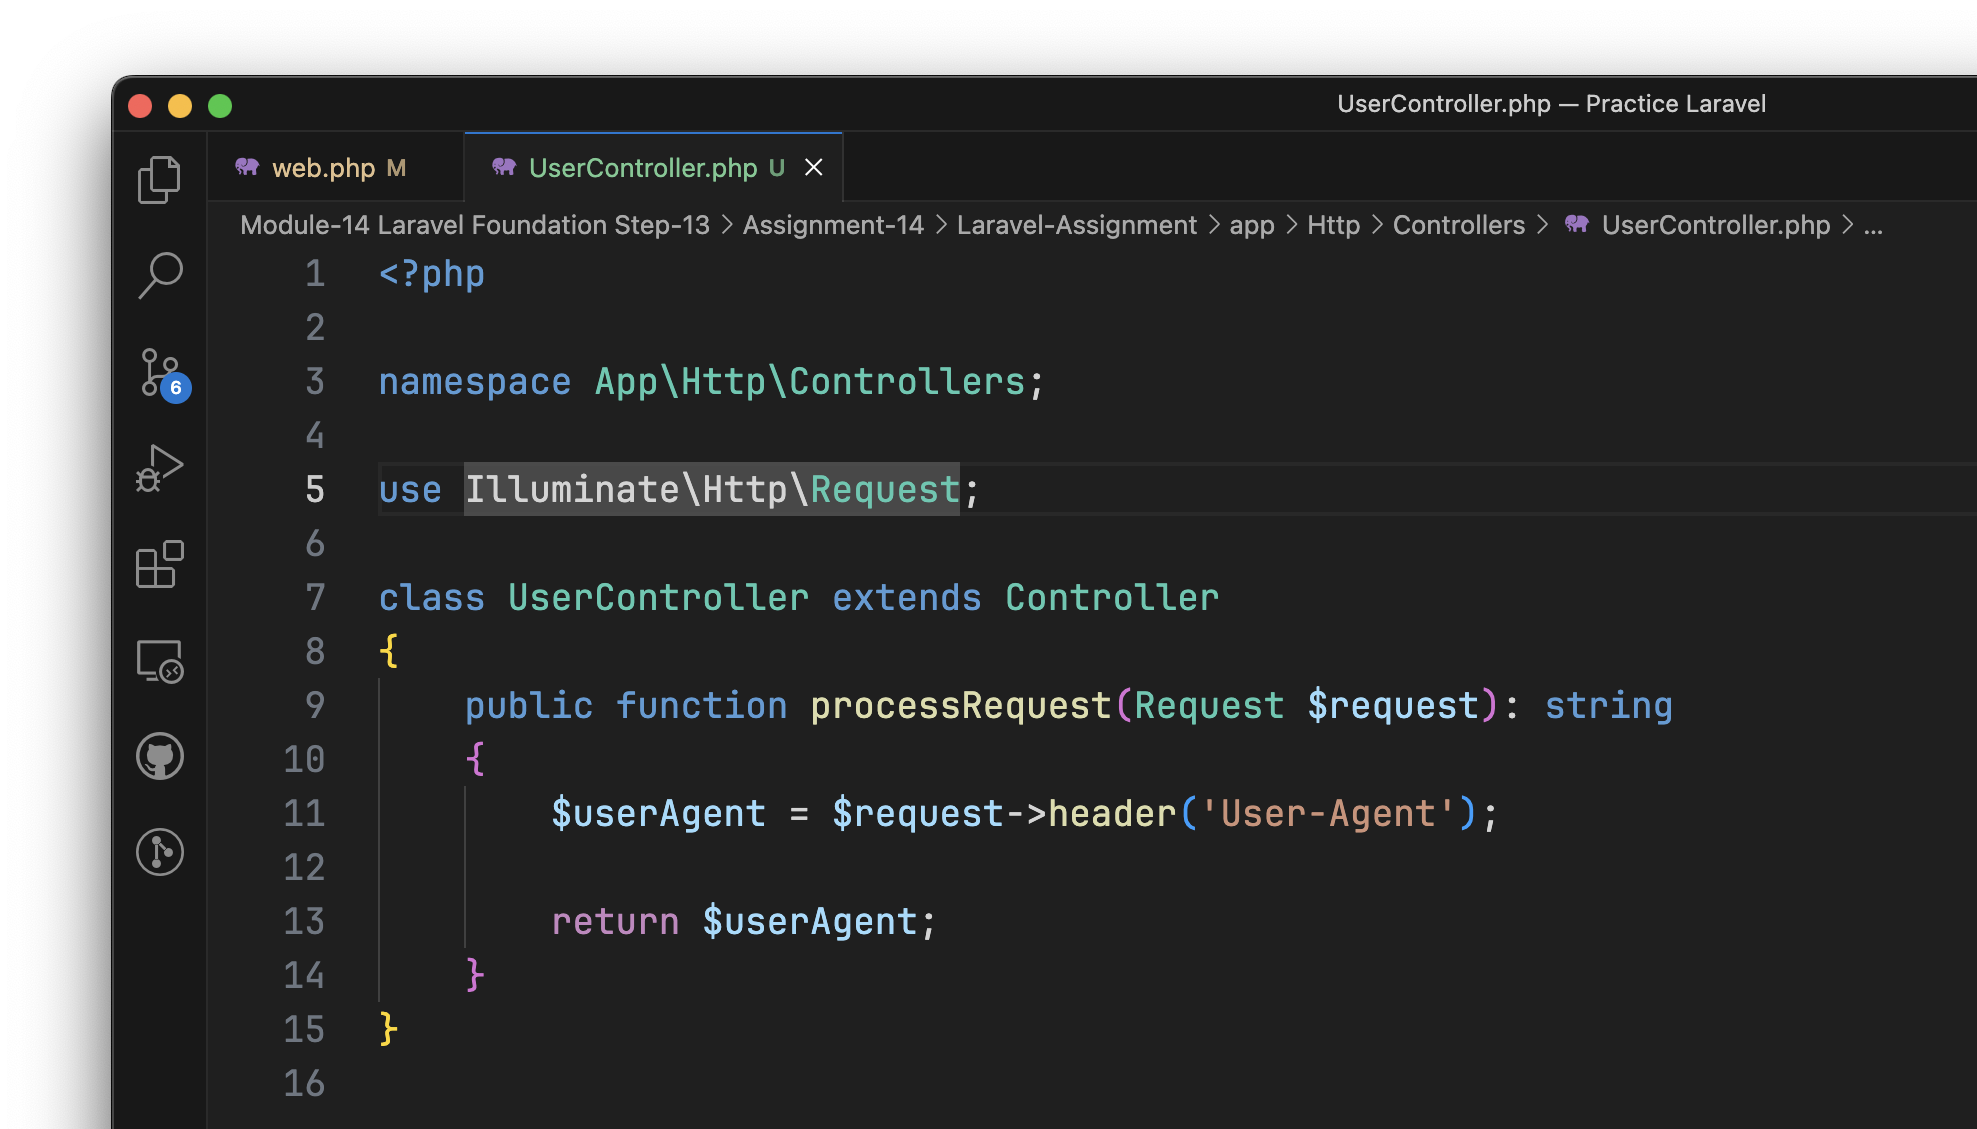 UserController.php — Practice Laravel
web.php M
UserController.php U
Module-14 Laravel Foundation Step-13 > Assignment-14 > Laravel-Assignment > app > Http > Controllers > UserController.php > ...
1 <?php
2
3 namespace App\Http\Controllers;
4
5 use Illuminate\Http\Request;
6
7 class UserController extends Controller
8 {
9     public function processRequest(Request $request): string
10     {
11         $userAgent = $request->header('User-Agent');
12
13         return $userAgent;
14     }
15 }
16
6